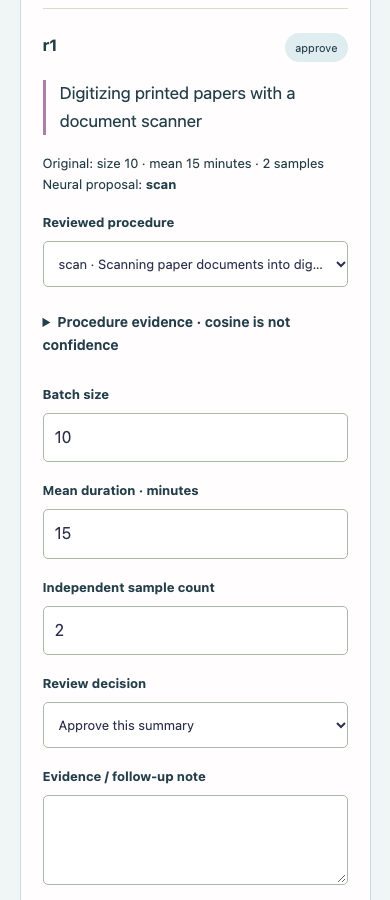 r1
approve
Digitizing printed papers with a
document scanner
Original: size 10 · mean 15 minutes · 2 samples
Neural proposal: scan
Reviewed procedure
scan · Scanning paper documents into dig...
Procedure evidence · cosine is not
confidence
Batch size
10
Mean duration · minutes
15
Independent sample count
2
Review decision
Approve this summary
Evidence / follow-up note